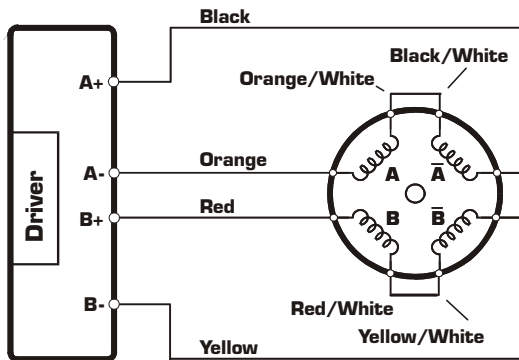 Black
Black/White
Orange/White
A+
Orange
A-
A
A̅
Driver
Red
B+
B
B̅
B-
Red/White
Yellow/White
Yellow